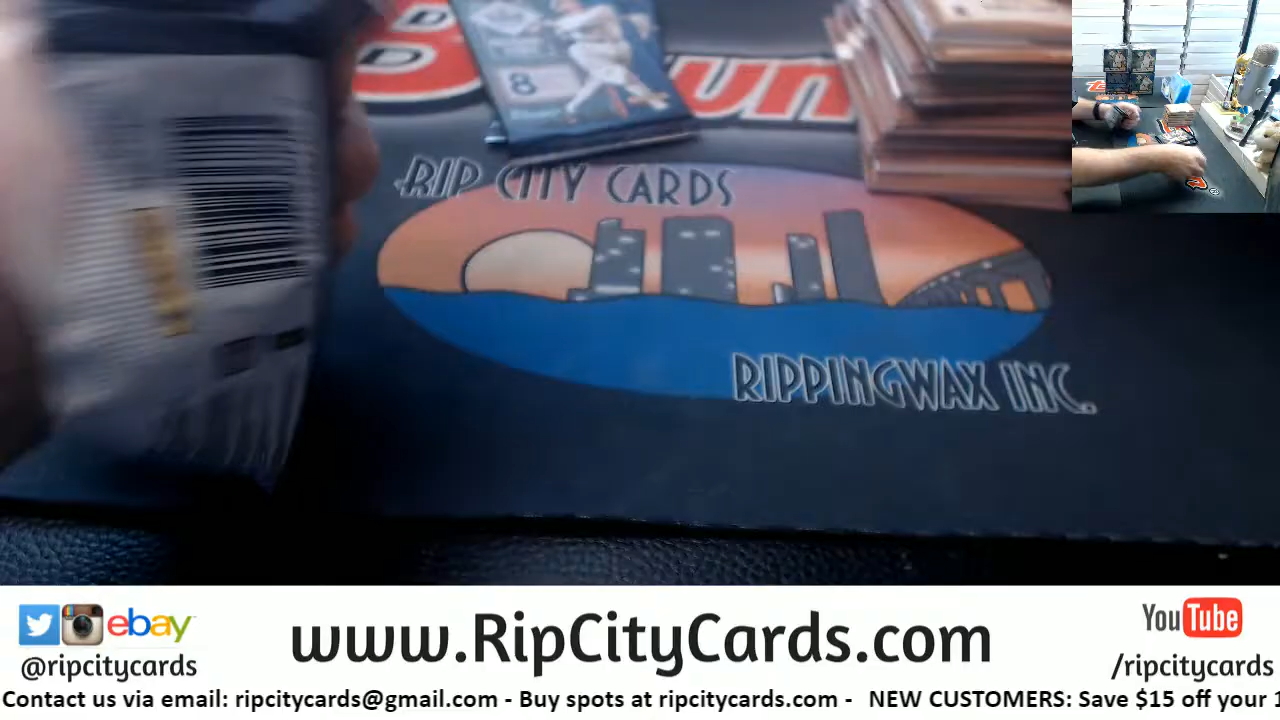 D
D
un
8
RIP CITY CARDS
RIPPINGWAX INC.
ebay
www.RipCityCards.com
YouTube
@ripcitycards
/ripcitycards
Contact us via email: ripcitycards@gmail.com - Buy spots at ripcitycards.com - NEW CUSTOMERS: Save $15 off your